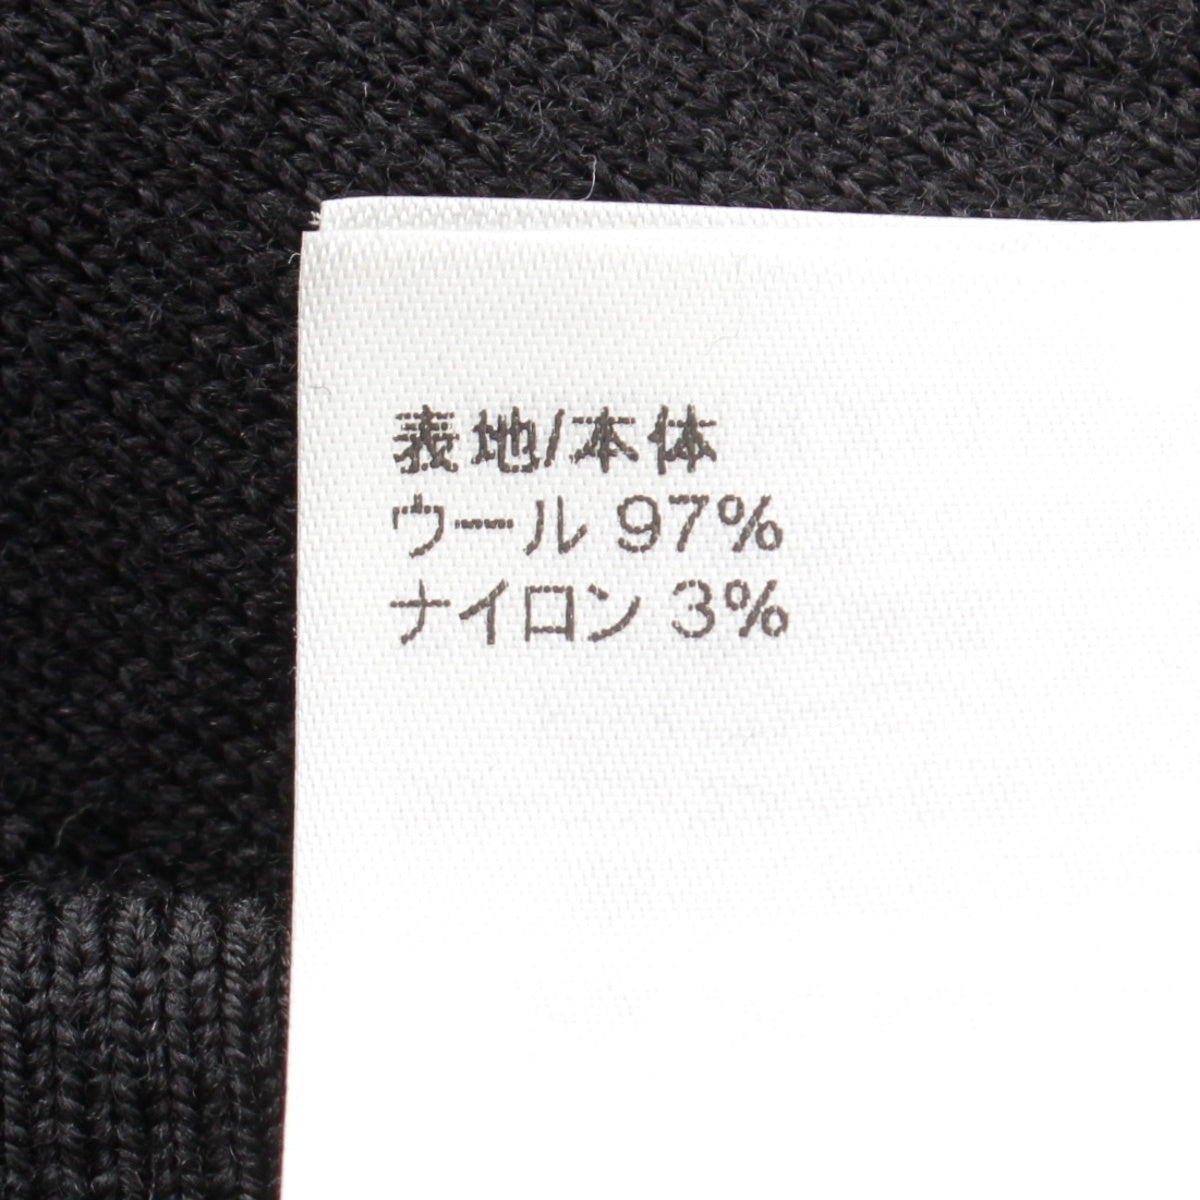 表地/本体
ウール 97%
ナイロン 3%